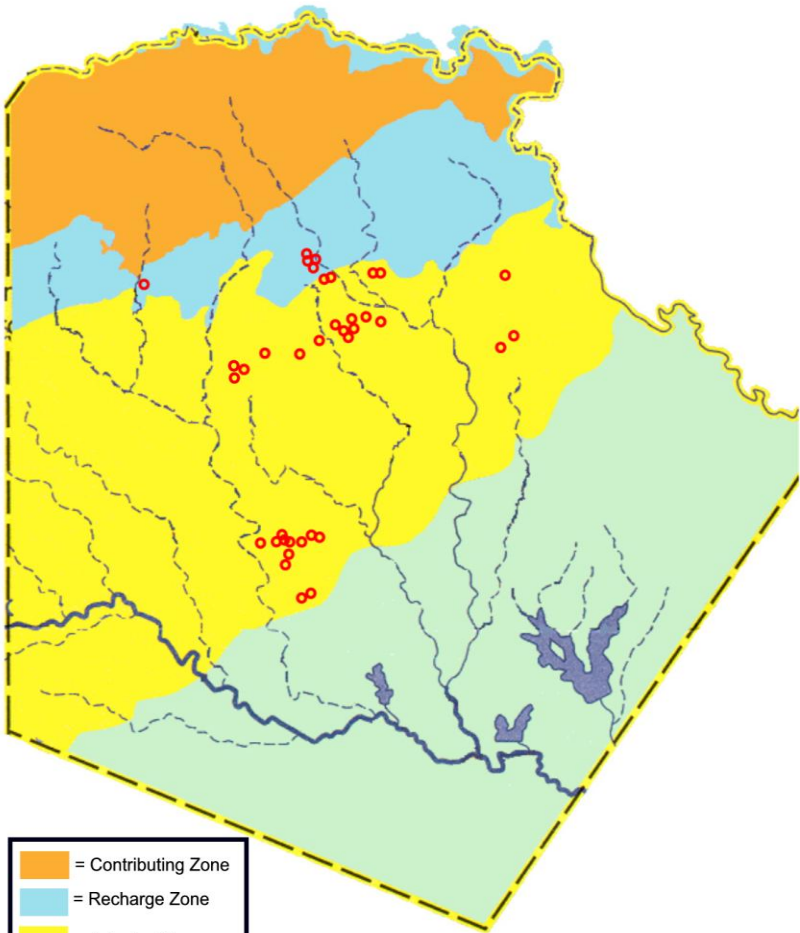 = Contributing Zone
= Recharge Zone